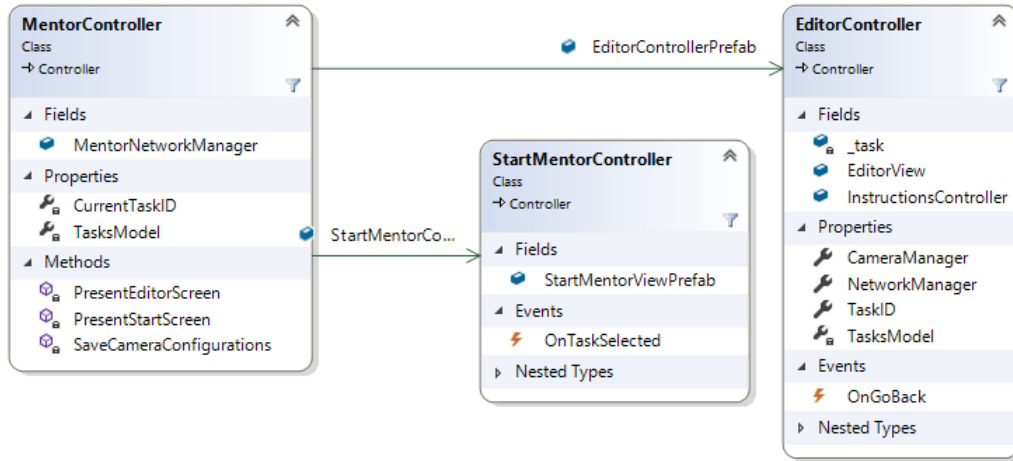 MentorController
Class
Controller
Fields
MentorNetworkManager
Properties
CurrentTaskID
TasksModel
Methods
PresentEditorScreen
PresentStartScreen
SaveCameraConfigurations
EditorControllerPrefab
StartMentorCo...
StartMentorController
Class
Controller
Fields
StartMentorViewPrefab
Events
OnTaskSelected
Nested Types
EditorController
Class
Controller
Fields
_task
EditorView
InstructionsController
Properties
CameraManager
NetworkManager
TaskID
TasksModel
Events
OnGoBack
Nested Types